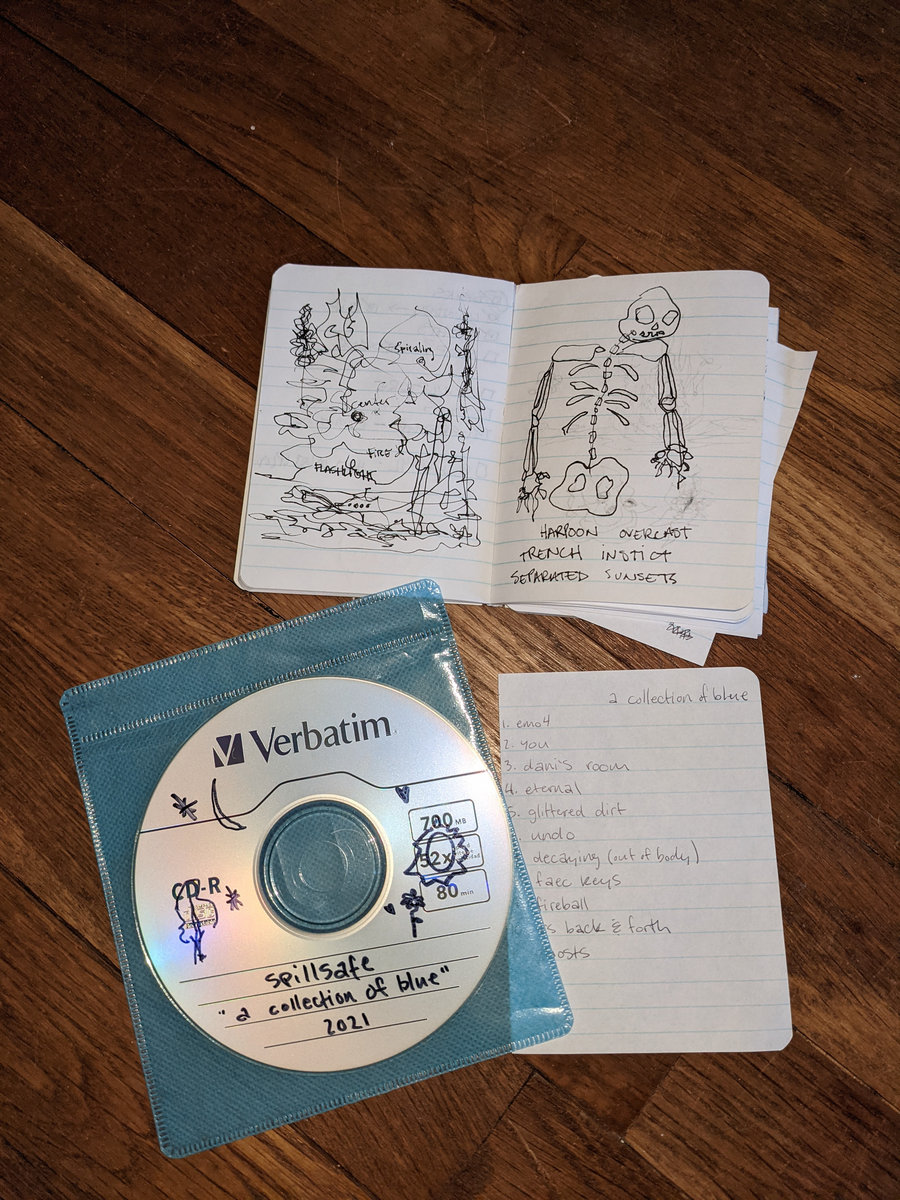 spiraling
center
FIRE
FLASHLIGHT
HARPOON OVERCAST
TRENCH INSTICT
SEPARATED SUNSETS
Verbatim
700 MB
52x
CD-R
80 min
spillsafe
"a collection of blue"
2021
a collection of blue
1. emo4
2. you
3. dani's room
4. eternal
5. glittered dirt
undo
decaying (out of body)
faec keys
fireball
s back & forth
osts